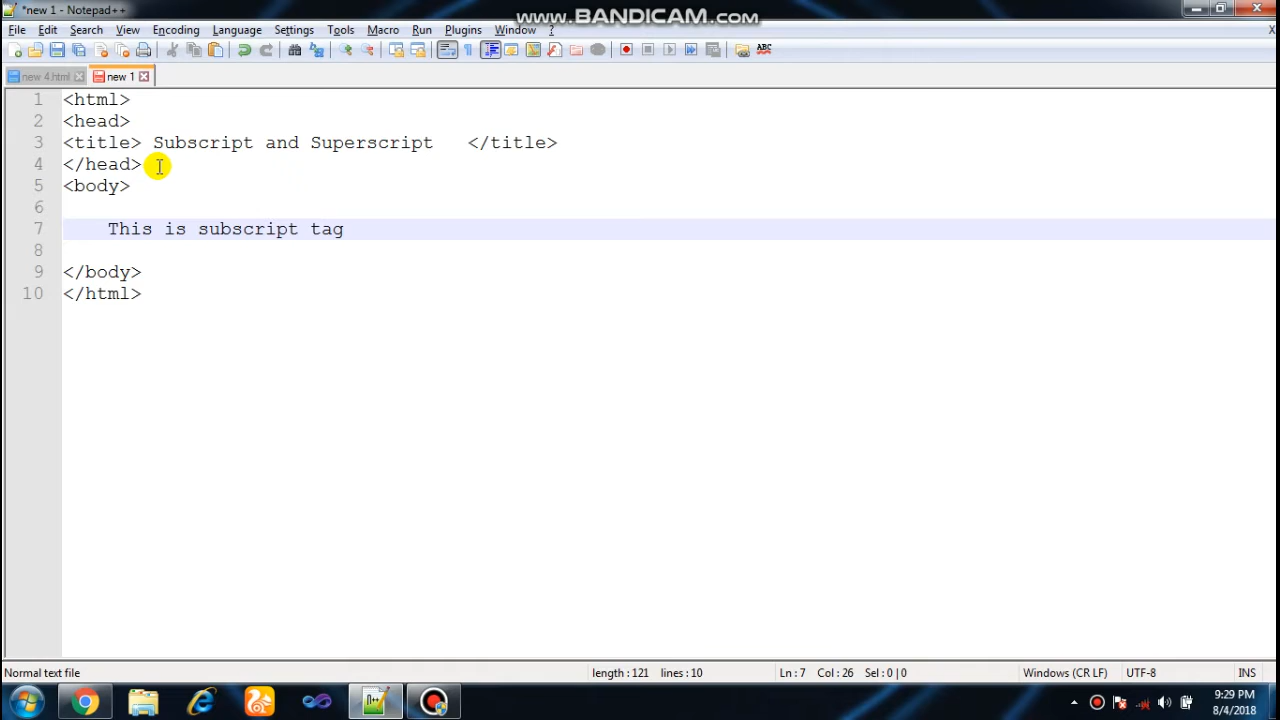 *new 1 - Notepad++
www.BANDICAM.com
File Edit Search View Encoding Language Settings Tools Macro Run Plugins Window ? X
ABC
new 4.html new 1
1 <html>
2 <head>
3 <title> Subscript and Superscript </title>
4 </head>
5 <body>
6
7 This is subscript tag
8
9 </body>
10 </html>
Normal text file length : 121 lines : 10 Ln : 7 Col : 26 Sel : 0 | 0 Windows (CR LF) UTF-8 INS
9:29 PM
8/4/2018